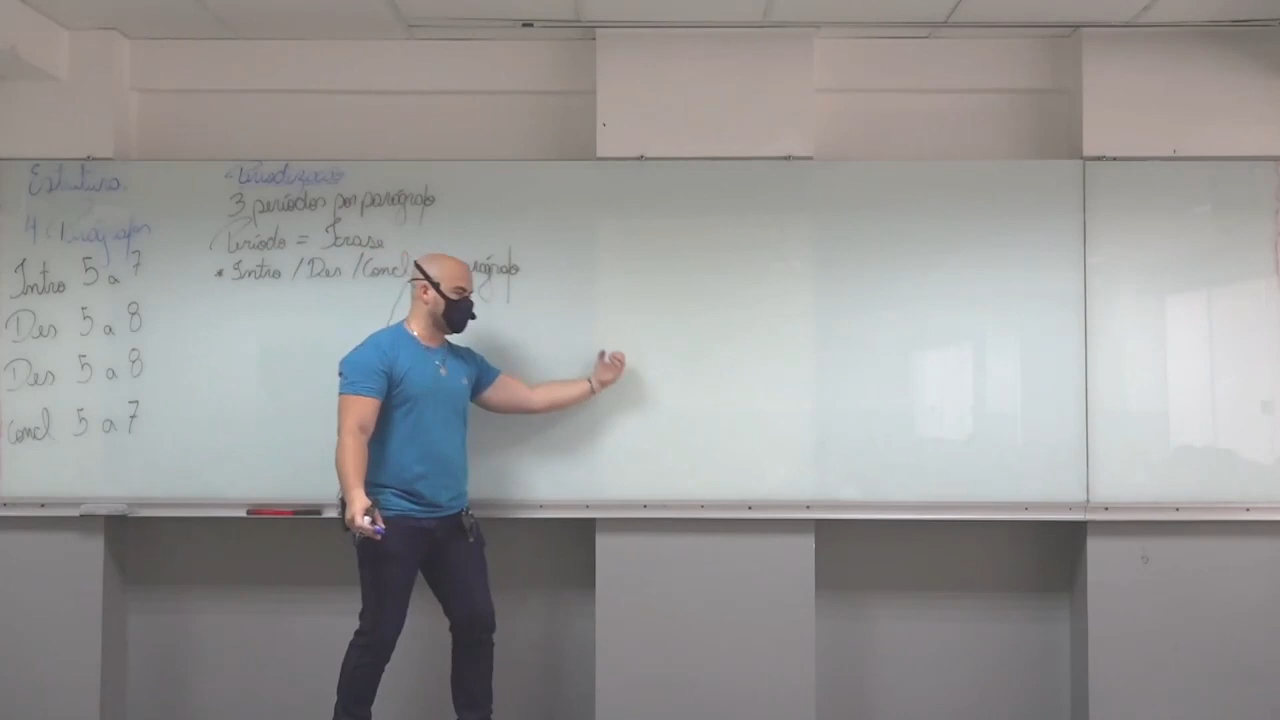 Estrutura
4 Parágrafos
Intro 5 a 7
Des 5 a 8
Des 5 a 8
Concl 5 a 7
3 períodos por parágrafo
Período = Frase
* Intro / Des / Concl